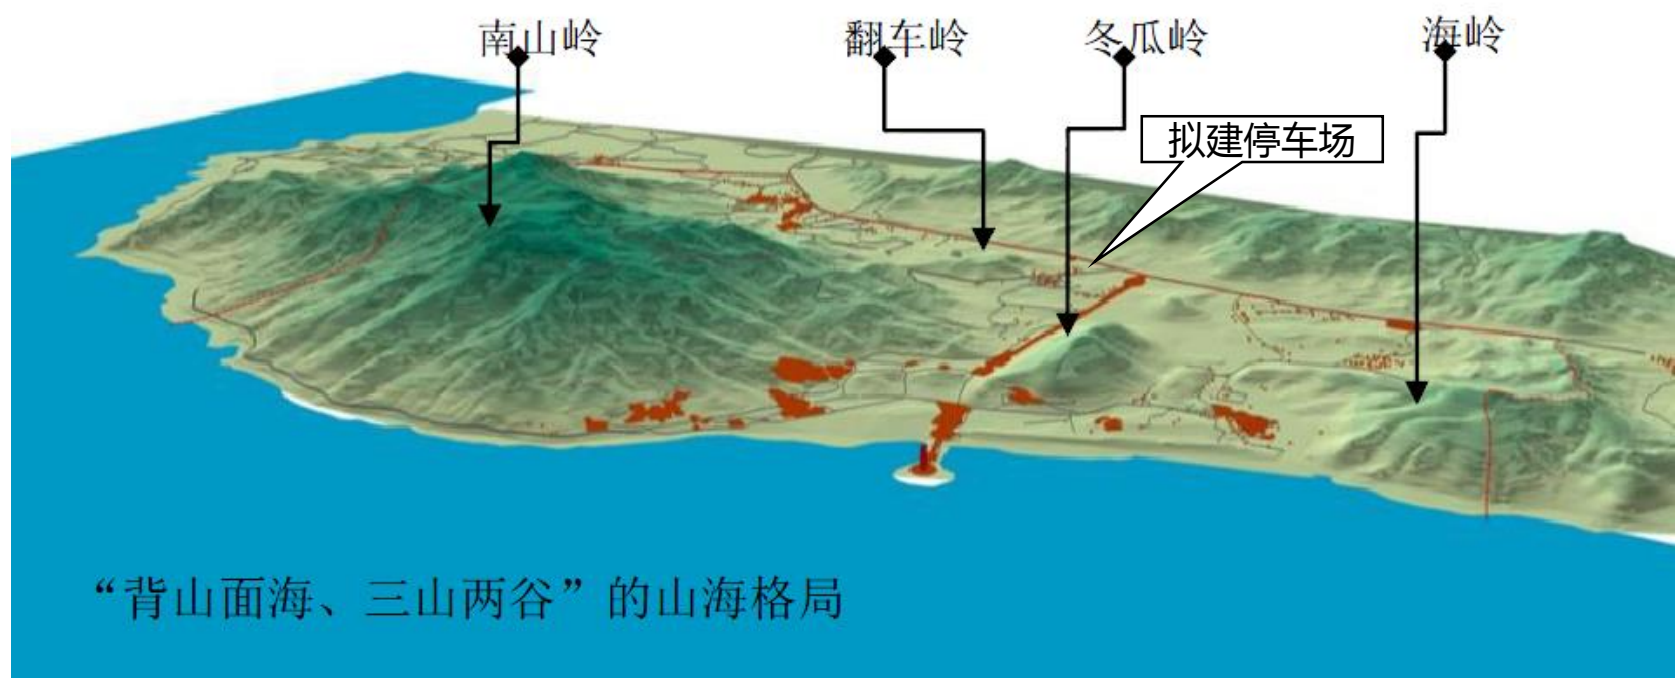 南山岭
翻车岭
冬瓜岭
海岭
拟建停车场
“背山面海、三山两谷”的山海格局